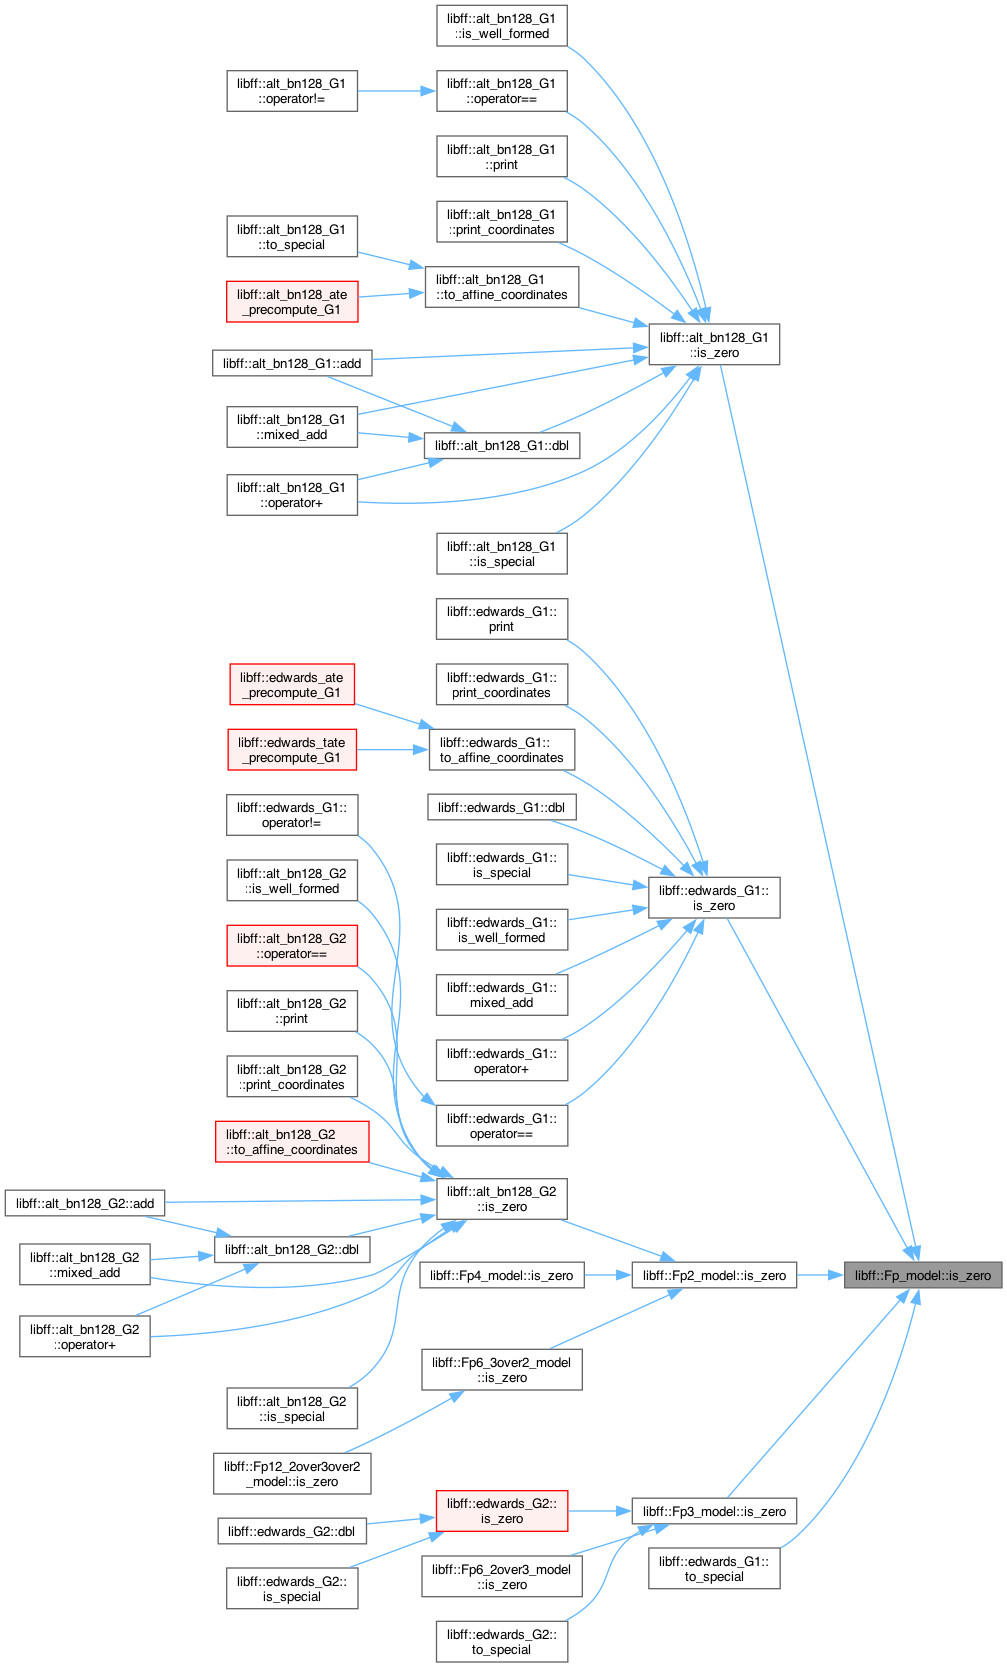 libff::alt_bn128_G1
::is_well_formed
libff::alt_bn128_G1
::operator!=
libff::alt_bn128_G1
::operator==
libff::alt_bn128_G1
::print
libff::alt_bn128_G1
::print_coordinates
libff::alt_bn128_G1
::to_special
libff::alt_bn128_G1
::to_affine_coordinates
libff::alt_bn128_ate
_precompute_G1
libff::alt_bn128_G1
::is_zero
libff::alt_bn128_G1::add
libff::alt_bn128_G1
::mixed_add
libff::alt_bn128_G1::dbl
libff::alt_bn128_G1
::operator+
libff::alt_bn128_G1
::is_special
libff::edwards_G1::
print
libff::edwards_ate
_precompute_G1
libff::edwards_G1::
print_coordinates
libff::edwards_tate
_precompute_G1
libff::edwards_G1::
to_affine_coordinates
libff::edwards_G1::
operator!=
libff::edwards_G1::dbl
libff::alt_bn128_G2
::is_well_formed
libff::edwards_G1::
is_special
libff::edwards_G1::
is_zero
libff::alt_bn128_G2
::operator==
libff::edwards_G1::
is_well_formed
libff::alt_bn128_G2
::print
libff::edwards_G1::
mixed_add
libff::alt_bn128_G2
::print_coordinates
libff::edwards_G1::
operator+
libff::alt_bn128_G2
::to_affine_coordinates
libff::edwards_G1::
operator==
libff::alt_bn128_G2::add
libff::alt_bn128_G2
::is_zero
libff::alt_bn128_G2
::mixed_add
libff::alt_bn128_G2::dbl
libff::Fp4_model::is_zero
libff::Fp2_model::is_zero
libff::Fp_model::is_zero
libff::alt_bn128_G2
::operator+
libff::Fp6_3over2_model
::is_zero
libff::alt_bn128_G2
::is_special
libff::Fp12_2over3over2
_model::is_zero
libff::edwards_G2::
is_zero
libff::Fp3_model::is_zero
libff::edwards_G2::dbl
libff::Fp6_2over3_model
::is_zero
libff::edwards_G1::
to_special
libff::edwards_G2::
is_special
libff::edwards_G2::
to_special